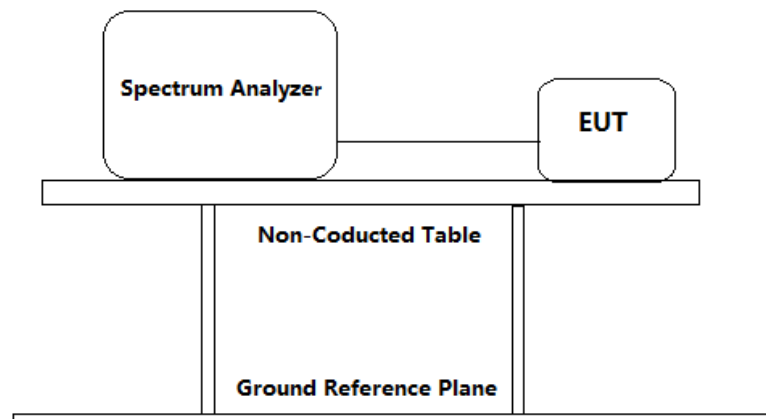 Spectrum Analyzer
EUT
Non-Coducted Table
Ground Reference Plane